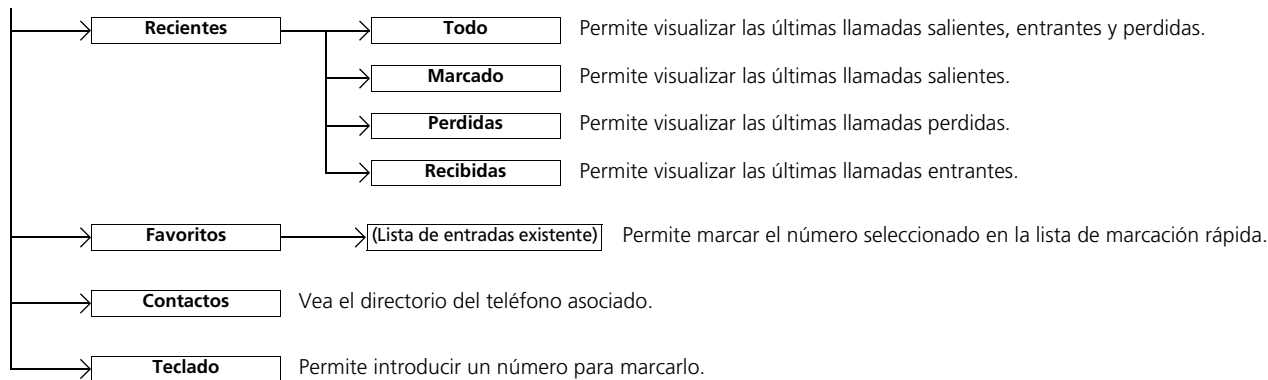 Recientes Todo Permite visualizar las últimas llamadas salientes, entrantes y perdidas.
Marcado Permite visualizar las últimas llamadas salientes.
Perdidas Permite visualizar las últimas llamadas perdidas.
Recibidas Permite visualizar las últimas llamadas entrantes.
Favoritos (Lista de entradas existente) Permite marcar el número seleccionado en la lista de marcación rápida.
Contactos Vea el directorio del teléfono asociado.
Teclado Permite introducir un número para marcarlo.